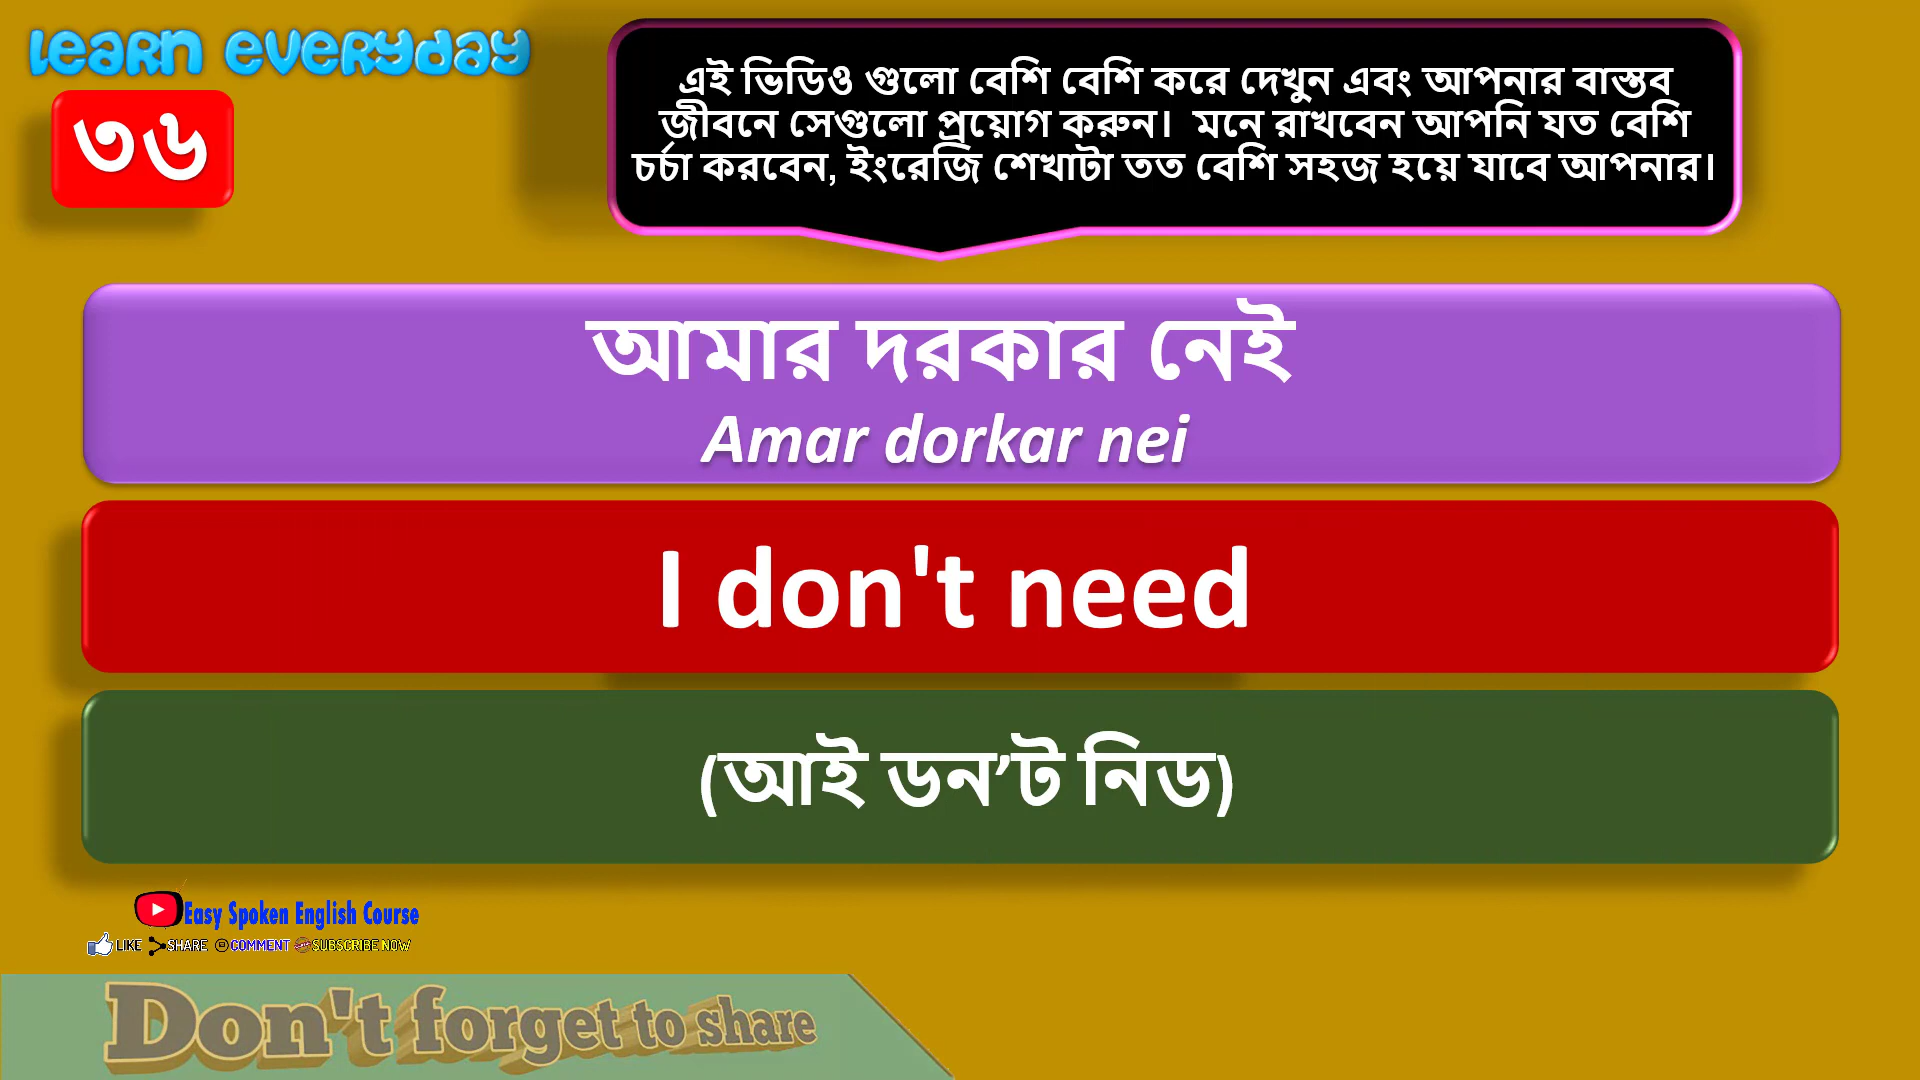 Learn everyday
৩৬
এই ভিডিও গুলো বেশি বেশি করে দেখুন এবং আপনার বাস্তব
জীবনে সেগুলো প্রয়োগ করুন। মনে রাখবেন আপনি যত বেশি
চর্চা করবেন, ইংরেজি শেখাটা তত বেশি সহজ হয়ে যাবে আপনার।
আমার দরকার নেই
Amar dorkar nei
I don't need
(আই ডন’ট নিড)
Easy Spoken English Course
LIKE SHARE COMMENT SUBSCRIBE NOW
Don't forget to share